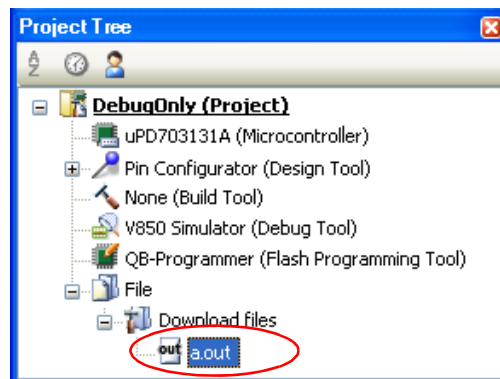 Project Tree
DebugOnly (Project)
uPD703131A (Microcontroller)
Pin Configurator (Design Tool)
None (Build Tool)
V850 Simulator (Debug Tool)
QB-Programmer (Flash Programming Tool)
File
Download files
out a.out